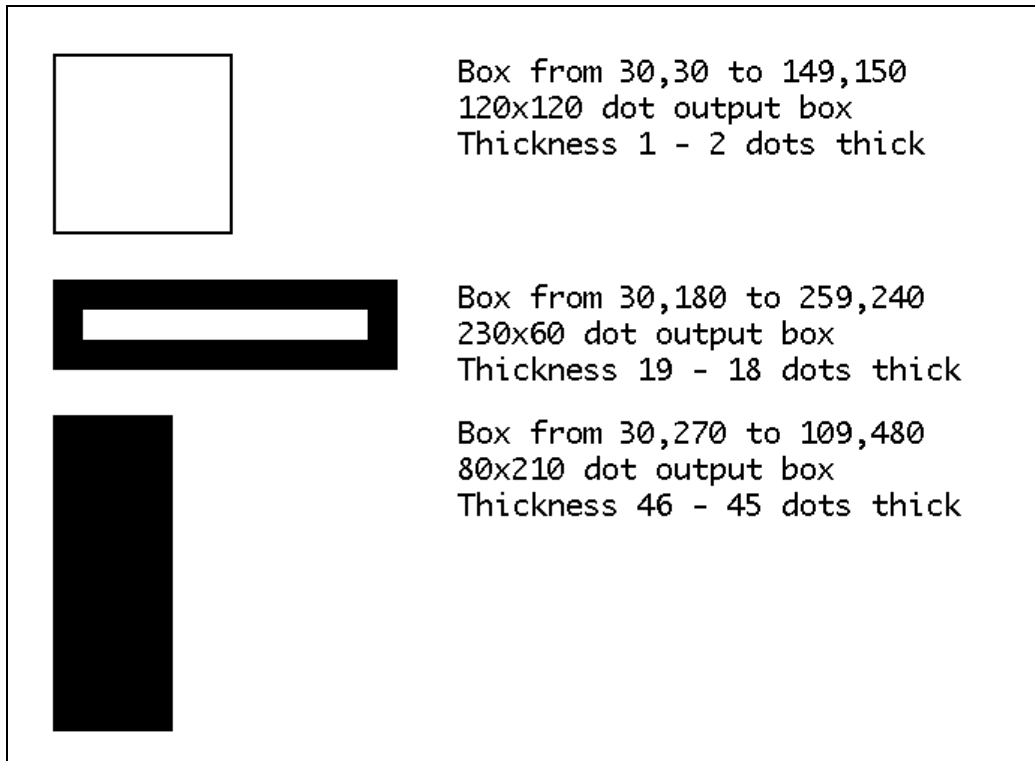 Box from 30,30 to 149,150
120x120 dot output box
Thickness 1 - 2 dots thick
Box from 30,180 to 259,240
230x60 dot output box
Thickness 19 - 18 dots thick
Box from 30,270 to 109,480
80x210 dot output box
Thickness 46 - 45 dots thick